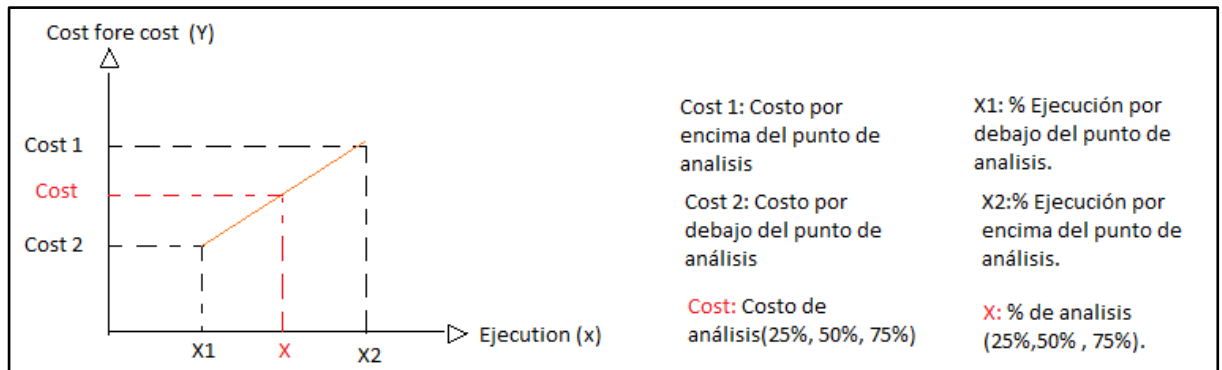 Cost fore cost (Y)
Cost 1
Cost
Cost 2
X1
X
X2
Ejecution (x)
Cost 1: Costo por
encima del punto de
analisis
Cost 2: Costo por
debajo del punto de
análisis
Cost: Costo de
análisis(25%, 50%, 75%)
X1: % Ejecución por
debajo del punto de
analisis.
X2:% Ejecución por
encima del punto de
análisis.
X: % de analisis
(25%,50% , 75%).